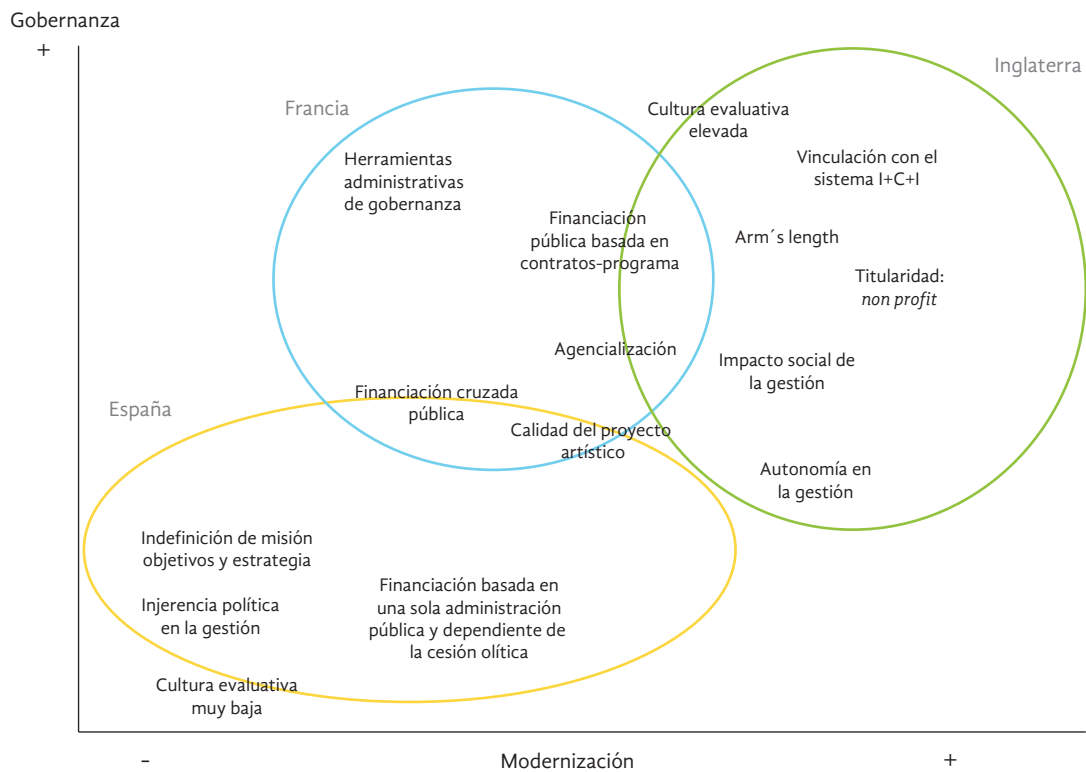 Gobernanza
+
Inglaterra
Francia
Cultura evaluativa
elevada
Herramientas
administrativas
de gobernanza
Vinculación con el
sistema I+C+I
Financiación
pública basada en
contratos-programa
Arm´s length
Titularidad:
non profit
Agencialización
Impacto social de
la gestión
España
Financiación cruzada
pública
Calidad del proyecto
artístico
Autonomía en
la gestión
Indefinición de misión
objetivos y estrategia
Injerencia política
en la gestión
Financiación basada en
una sola administración
pública y dependiente de
la cesión olítica
Cultura evaluativa
muy baja
-
Modernización
+